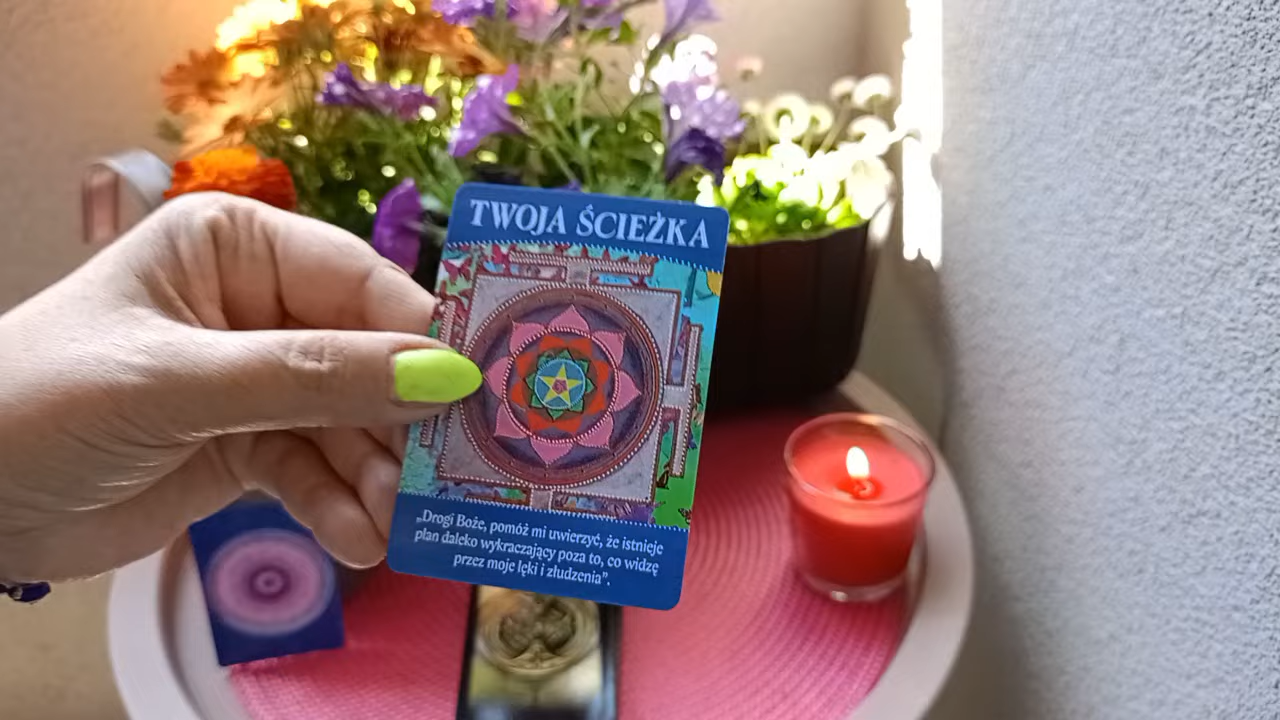 TWOJA ŚCIEŻKA
„Drogi Boże, pomóż mi uwierzyć, że istnieje
plan daleko wykraczający poza to, co widzę
przez moje lęki i złudzenia”.